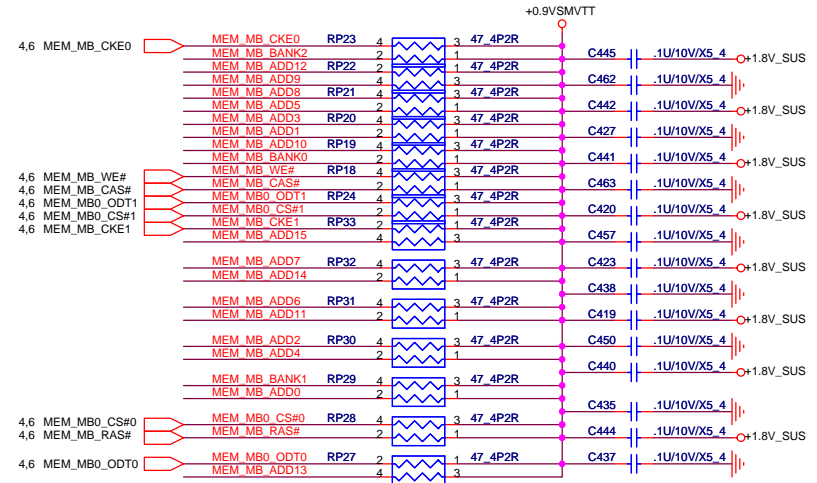 +0.9VSMVTT
4,6 MEM_MB_CKE0 MEM_MB_CKE0 RP23 4 3 47_4P2R
MEM_MB_BANK2 2 1 C445 .1U/10V/X5_4 +1.8V_SUS
MEM_MB_ADD12 RP22 2 1 47_4P2R
MEM_MB_ADD9 4 3 C462 .1U/10V/X5_4
MEM_MB_ADD8 RP21 4 3 47_4P2R
MEM_MB_ADD5 2 1 C442 .1U/10V/X5_4 +1.8V_SUS
MEM_MB_ADD3 RP20 4 3 47_4P2R
MEM_MB_ADD1 2 1 C427 .1U/10V/X5_4
MEM_MB_ADD10 RP19 4 3 47_4P2R
MEM_MB_BANK0 2 1 C441 .1U/10V/X5_4 +1.8V_SUS
4,6 MEM_MB_WE# MEM_MB_WE# RP18 4 3 47_4P2R
4,6 MEM_MB_CAS# MEM_MB_CAS# 2 1 C463 .1U/10V/X5_4
4,6 MEM_MB0_ODT1 MEM_MB0_ODT1 RP24 4 3 47_4P2R
4,6 MEM_MB0_CS#1 MEM_MB0_CS#1 2 1 C420 .1U/10V/X5_4 +1.8V_SUS
4,6 MEM_MB_CKE1 MEM_MB_CKE1 RP33 2 1 47_4P2R
MEM_MB_ADD15 4 3 C457 .1U/10V/X5_4
MEM_MB_ADD7 RP32 4 3 47_4P2R C423 .1U/10V/X5_4 +1.8V_SUS
MEM_MB_ADD14 2 1
C438 .1U/10V/X5_4
MEM_MB_ADD6 RP31 4 3 47_4P2R
MEM_MB_ADD11 2 1 C419 .1U/10V/X5_4 +1.8V_SUS
MEM_MB_ADD2 RP30 4 3 47_4P2R C450 .1U/10V/X5_4
MEM_MB_ADD4 2 1
C440 .1U/10V/X5_4 +1.8V_SUS
MEM_MB_BANK1 RP29 4 3 47_4P2R
MEM_MB_ADD0 2 1
C435 .1U/10V/X5_4
4,6 MEM_MB0_CS#0 MEM_MB0_CS#0 RP28 4 3 47_4P2R
4,6 MEM_MB_RAS# MEM_MB_RAS# 2 1 C444 .1U/10V/X5_4 +1.8V_SUS
4,6 MEM_MB0_ODT0 MEM_MB0_ODT0 RP27 2 1 47_4P2R C437 .1U/10V/X5_4
MEM_MB_ADD13 4 3